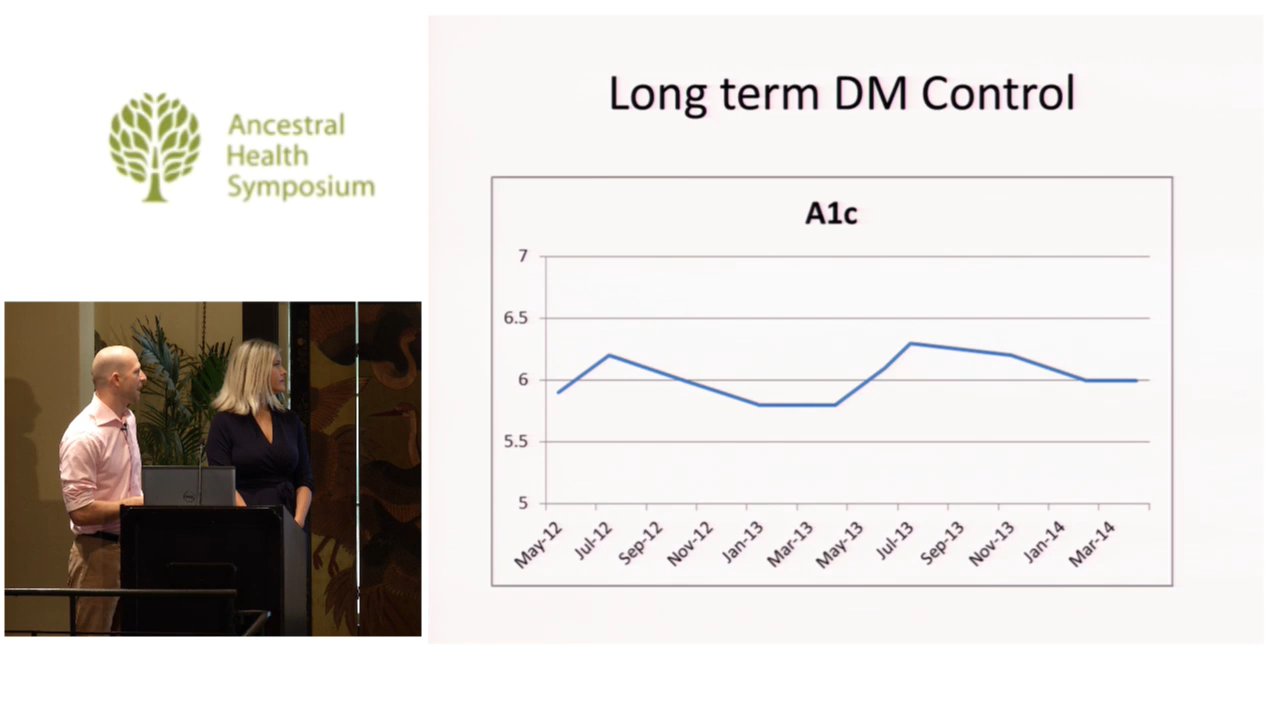 Ancestral
Health
Symposium
Long term DM Control
A1c
7
6.5
6
5.5
5
May-12
Jul-12
Sep-12
Nov-12
Jan-13
Mar-13
May-13
Jul-13
Sep-13
Nov-13
Jan-14
Mar-14